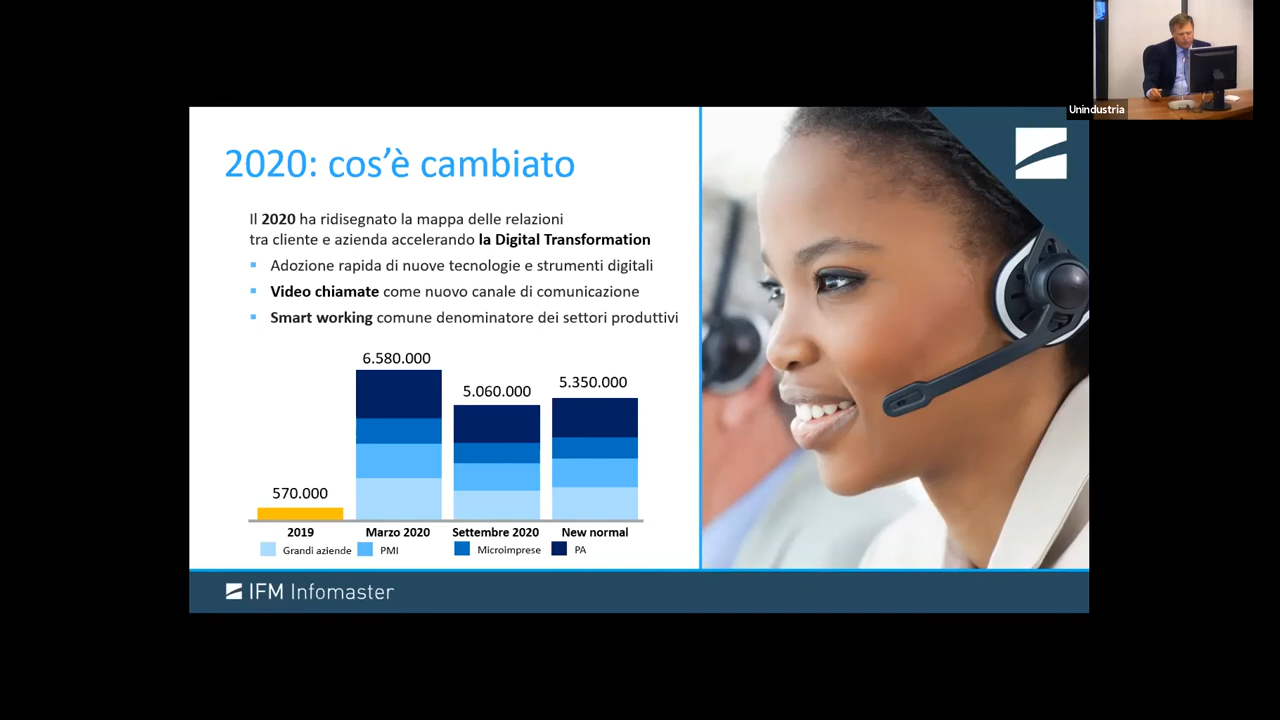 Unindustria
2020: cos’è cambiato
Il 2020 ha ridisegnato la mappa delle relazioni
tra cliente e azienda accelerando la Digital Transformation
Adozione rapida di nuove tecnologie e strumenti digitali
Video chiamate come nuovo canale di comunicazione
Smart working comune denominatore dei settori produttivi
6.580.000
5.060.000
5.350.000
570.000
2019 Marzo 2020 Settembre 2020 New normal
Grandi aziende PMI Microimprese PA
IFM Infomaster